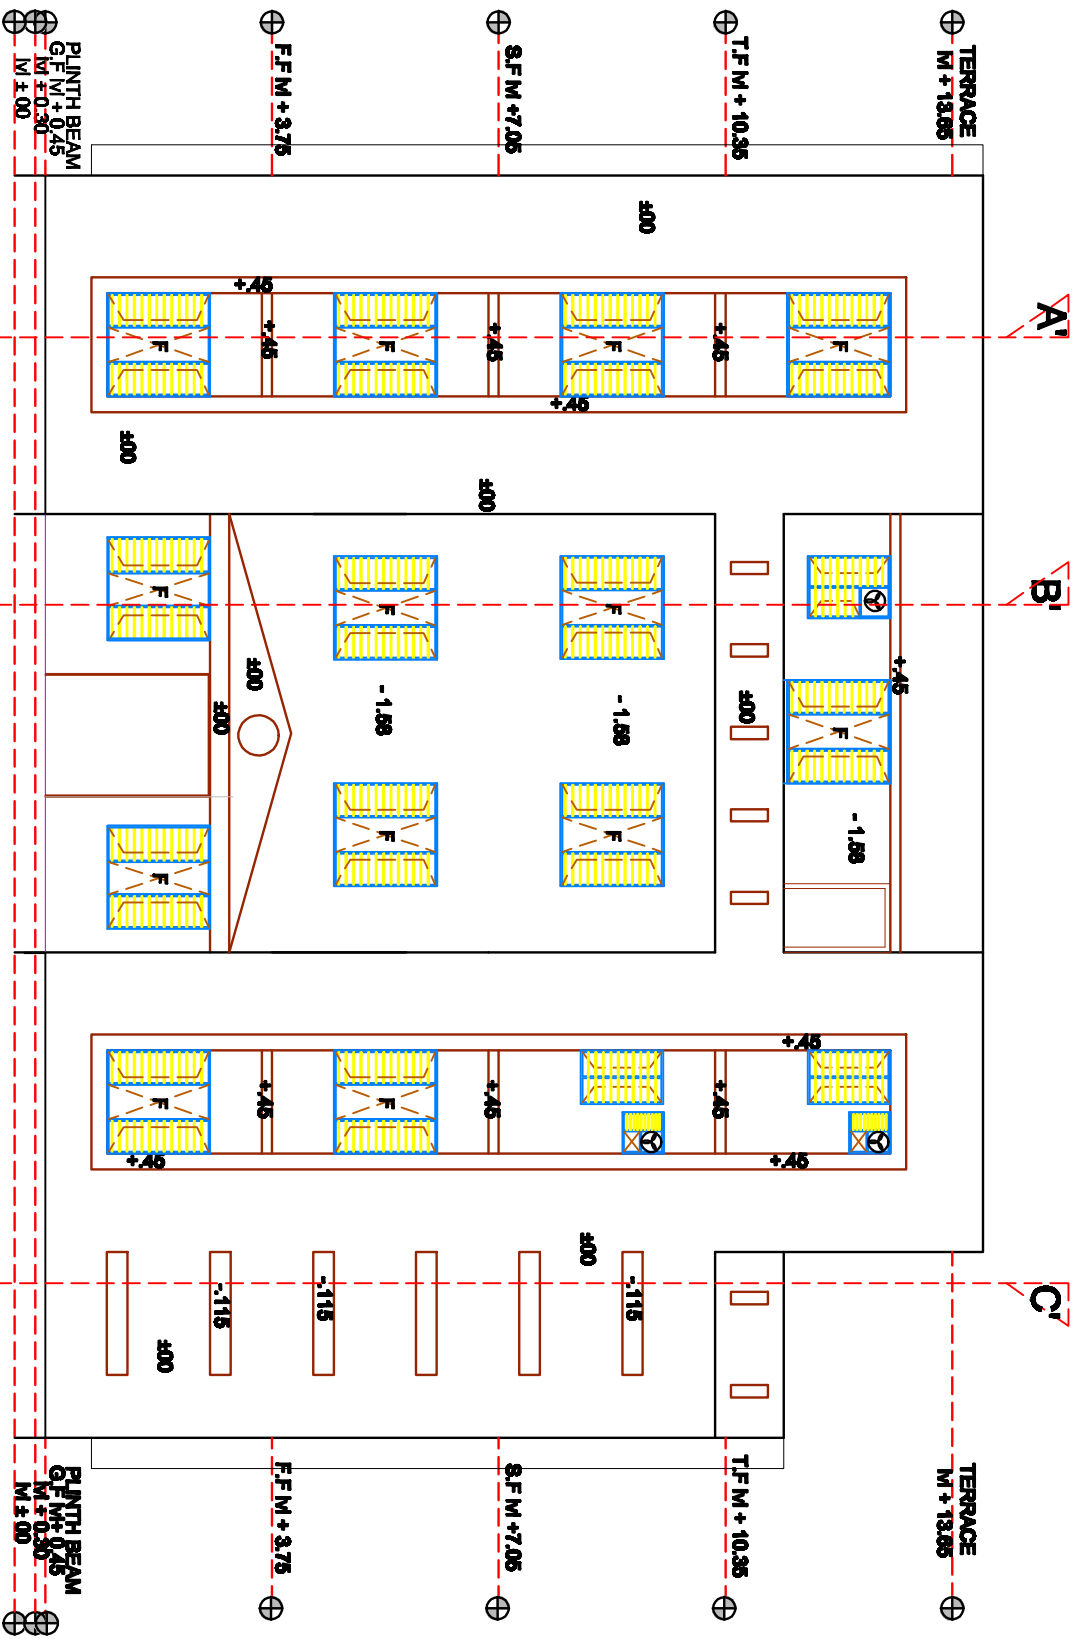 TERRACE
M + 13.65
T.F M + 10.35
S.F M +7.05
F.F M + 3.75
PLINTH BEAM
G.F M + 0.45
M + 0.30
M ± 00
A'
B'
C'
±00
+.45
F
+.45
F
+.45
F
+.45
F
+.45
±00
±00
+.45
F
- 1.58
F
F
±00
- 1.58
F
F
- 1.58
±00
±00
F
F
+.45
+.45
+.45
F
+.45
F
+.45
+.45
±00
-.115
-.115
-.115
±00
TERRACE
M + 13.65
T.F M + 10.35
S.F M +7.05
F.F M + 3.75
PLINTH BEAM
G.F M+ 0.45
M + 0.30
M ± 00